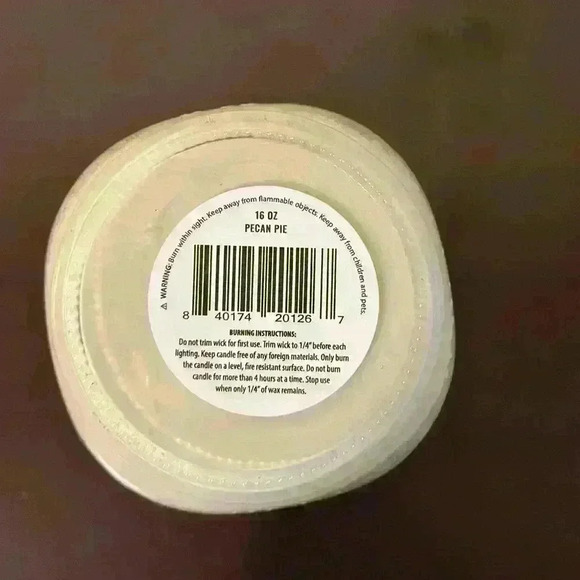 ⚠ WARNING: Burn within sight. Keep away from flammable objects. Keep away from children and pets.
16 OZ
PECAN PIE
8 40174 20126 7
BURNING INSTRUCTIONS:
Do not trim wick for first use. Trim wick to 1/4" before each
lighting. Keep candle free of any foreign materials. Only burn
the candle on a level, fire resistant surface. Do not burn
candle for more than 4 hours at a time. Stop use
when only 1/4" of wax remains.